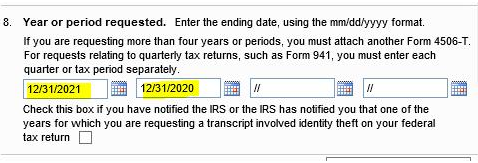 8. Year or period requested. Enter the ending date, using the mm/dd/yyyy format.
If you are requesting more than four years or periods, you must attach another Form 4506-T.
For requests relating to quarterly tax returns, such as Form 941, you must enter each
quarter or tax period separately.
12/31/2021 12/31/2020 // //
Check this box if you have notified the IRS or the IRS has notified you that one of the
years for which you are requesting a transcript involved identity theft on your federal
tax return